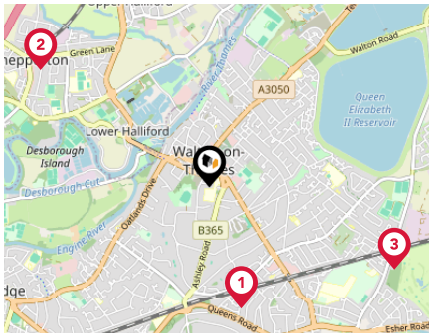 Upper Halliford
2
Green Lane
Shepperton
Walton Road
River Thames
A3050
Queen
Elizabeth
II Reservoir
Lower Halliford
Walton-on-
Thames
Desborough
Island
Desborough Cut
Oatlands Drive
B365
Engine River
Ashley Road
3
1
Queens Road
Esher Road